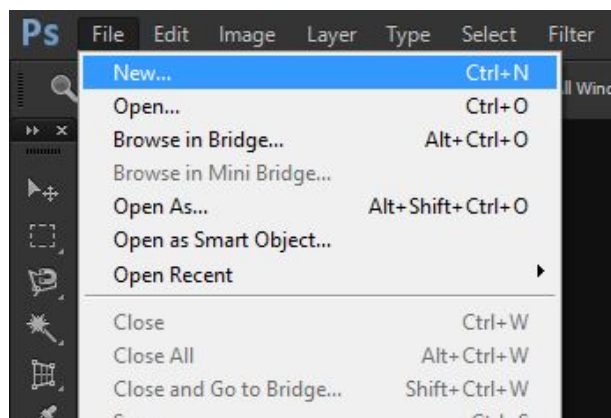 Ps File Edit Image Layer Type Select Filter
New... Ctrl+N
ll Wind
Open... Ctrl+O
Browse in Bridge... Alt+Ctrl+O
Browse in Mini Bridge...
Open As... Alt+Shift+Ctrl+O
Open as Smart Object...
Open Recent
Close Ctrl+W
Close All Alt+Ctrl+W
Close and Go to Bridge... Shift+Ctrl+W